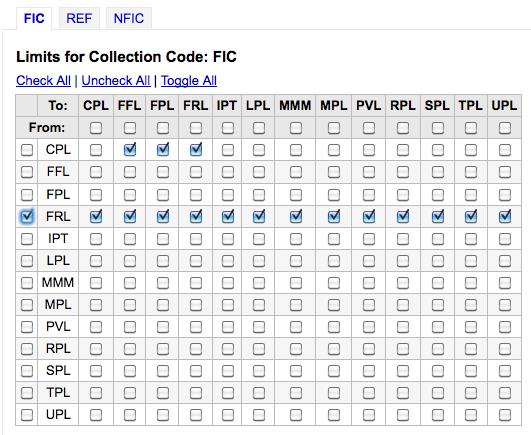 FIC REF NFIC
Limits for Collection Code: FIC
Check All | Uncheck All | Toggle All
To: CPL FFL FPL FRL IPT LPL MMM MPL PVL RPL SPL TPL UPL
From:
CPL
FFL
FPL
FRL
IPT
LPL
MMM
MPL
PVL
RPL
SPL
TPL
UPL